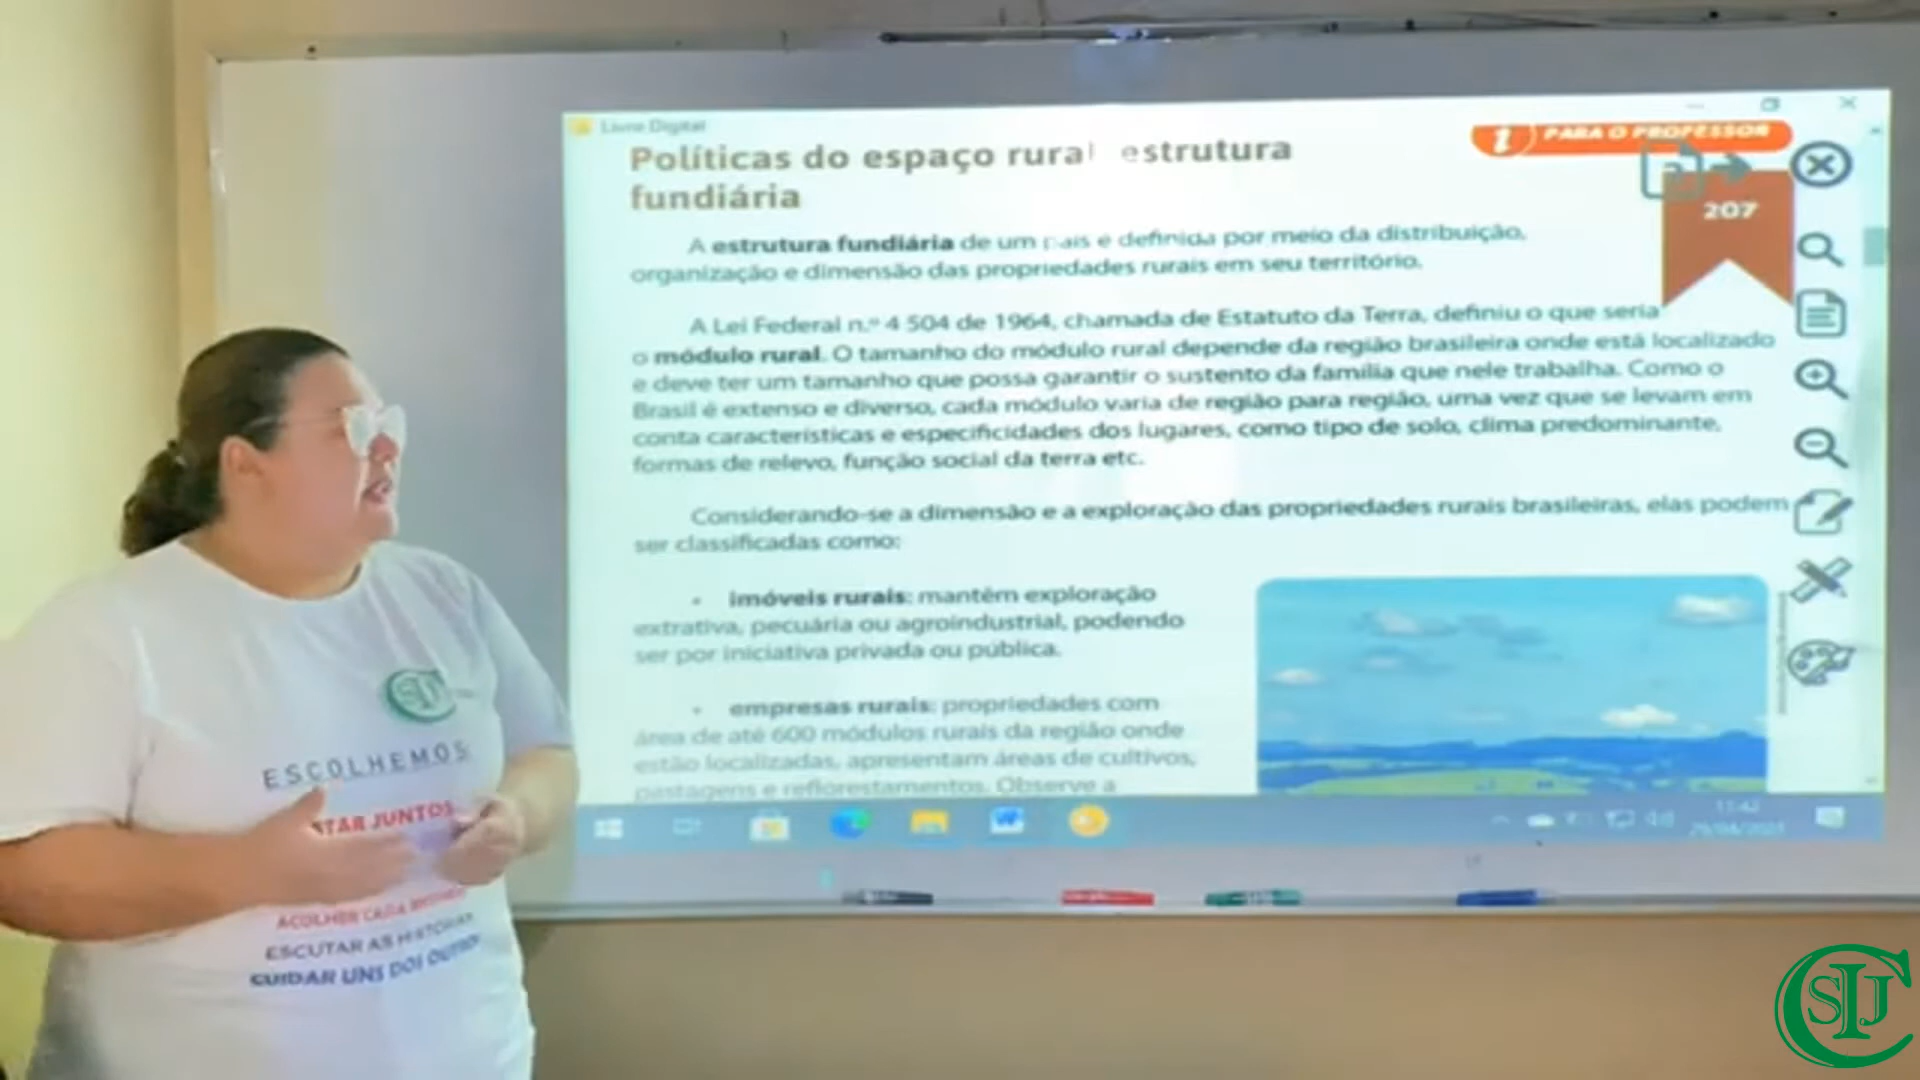 Livro Digital
Políticas do espaço rural estrutura
fundiária
PARA O PROFESSOR
207
A estrutura fundiária de um país é definida por meio da distribuição,
organização e dimensão das propriedades rurais em seu território.
A Lei Federal n.º 4 504 de 1964, chamada de Estatuto da Terra, definiu o que seria
o módulo rural. O tamanho do módulo rural depende da região brasileira onde está localizado
e deve ter um tamanho que possa garantir o sustento da família que nele trabalha. Como o
Brasil é extenso e diverso, cada módulo varia de região para região, uma vez que se levam em
conta características e especificidades dos lugares, como tipo de solo, clima predominante,
formas de relevo, função social da terra etc.
Considerando-se a dimensão e a exploração das propriedades rurais brasileiras, elas podem
ser classificadas como:
• imóveis rurais: mantém exploração
extrativa, pecuária ou agroindustrial, podendo
ser por iniciativa privada ou pública.
• empresas rurais: propriedades com
área de até 600 módulos rurais da região onde
estão localizadas, apresentam áreas de cultivos,
pastagens e reflorestamentos. Observe a
11:42
CSIJ
ESCOLHEMOS:
JUNTOS
ACOLHER CADA
ESCUTAR AS HISTÓRIAS
CUIDAR UNS DOS OUTROS
CSIJ